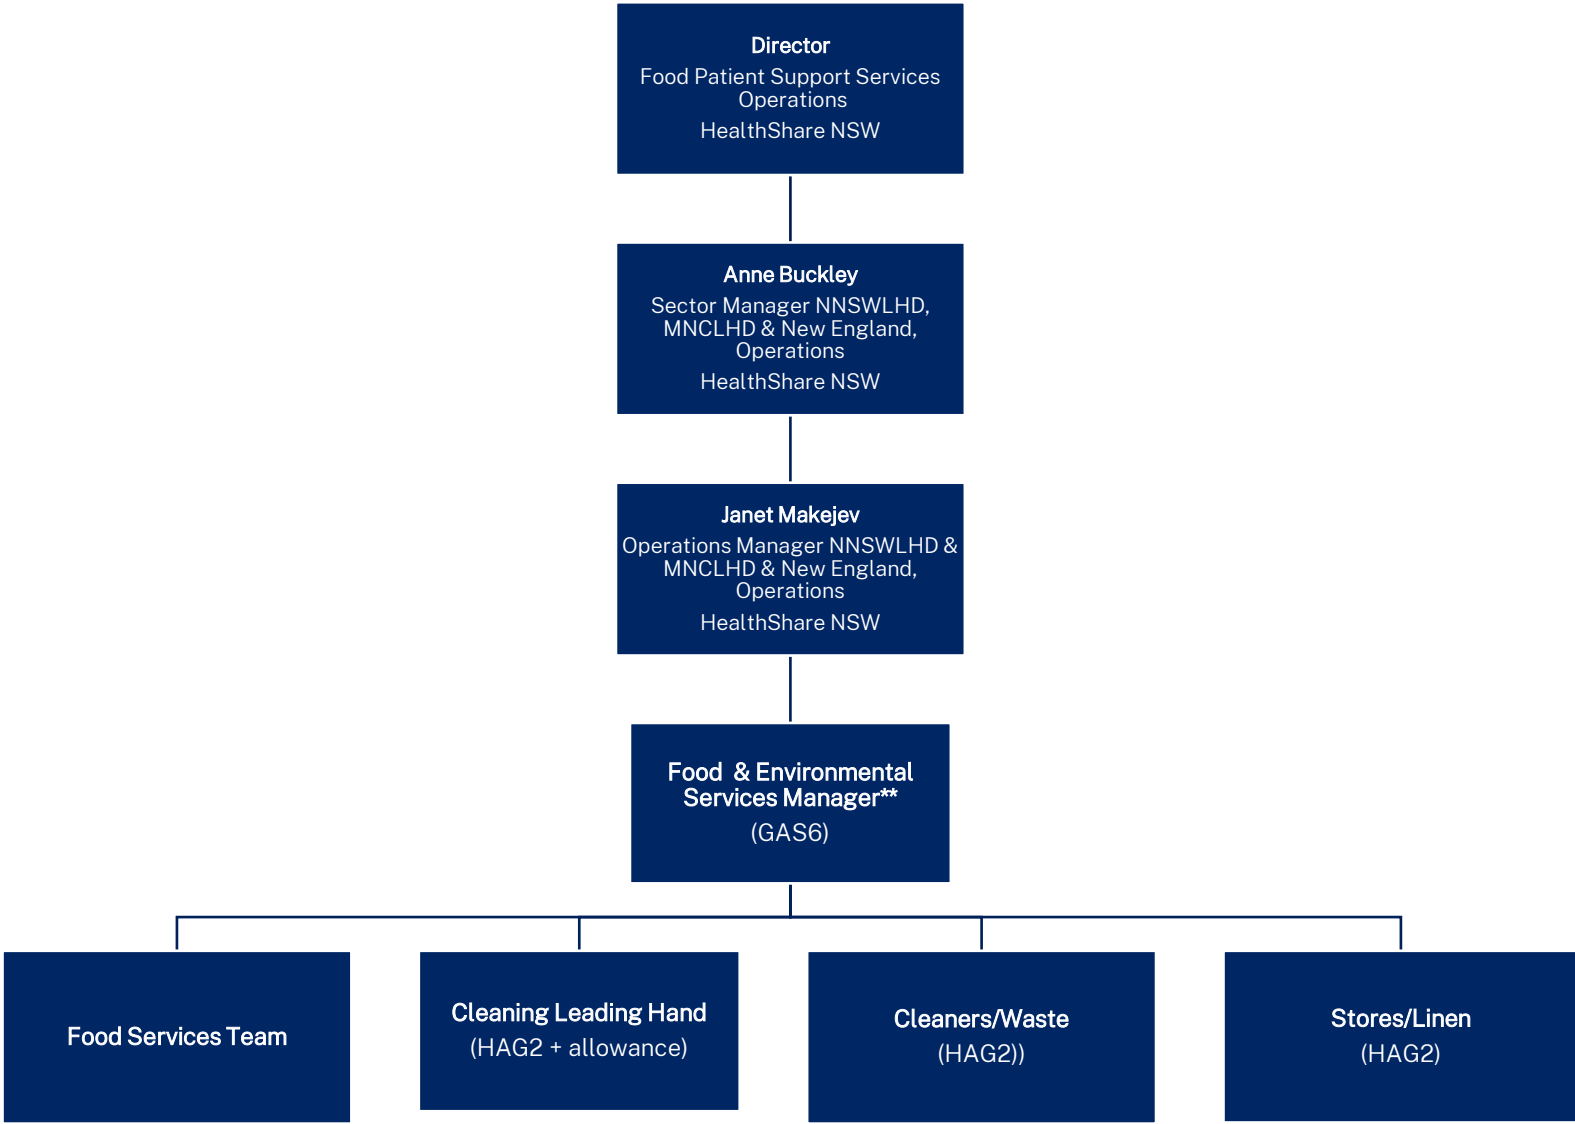 Director
Food Patient Support Services
Operations
HealthShare NSW
Anne Buckley
Sector Manager NNSWLHD,
MNCLHD & New England,
Operations
HealthShare NSW
Janet Makejev
Operations Manager NNSWLHD &
MNCLHD & New England,
Operations
HealthShare NSW
Food & Environmental
Services Manager**
(GAS6)
Food Services Team
Cleaning Leading Hand
(HAG2 + allowance)
Cleaners/Waste
(HAG2))
Stores/Linen
(HAG2)